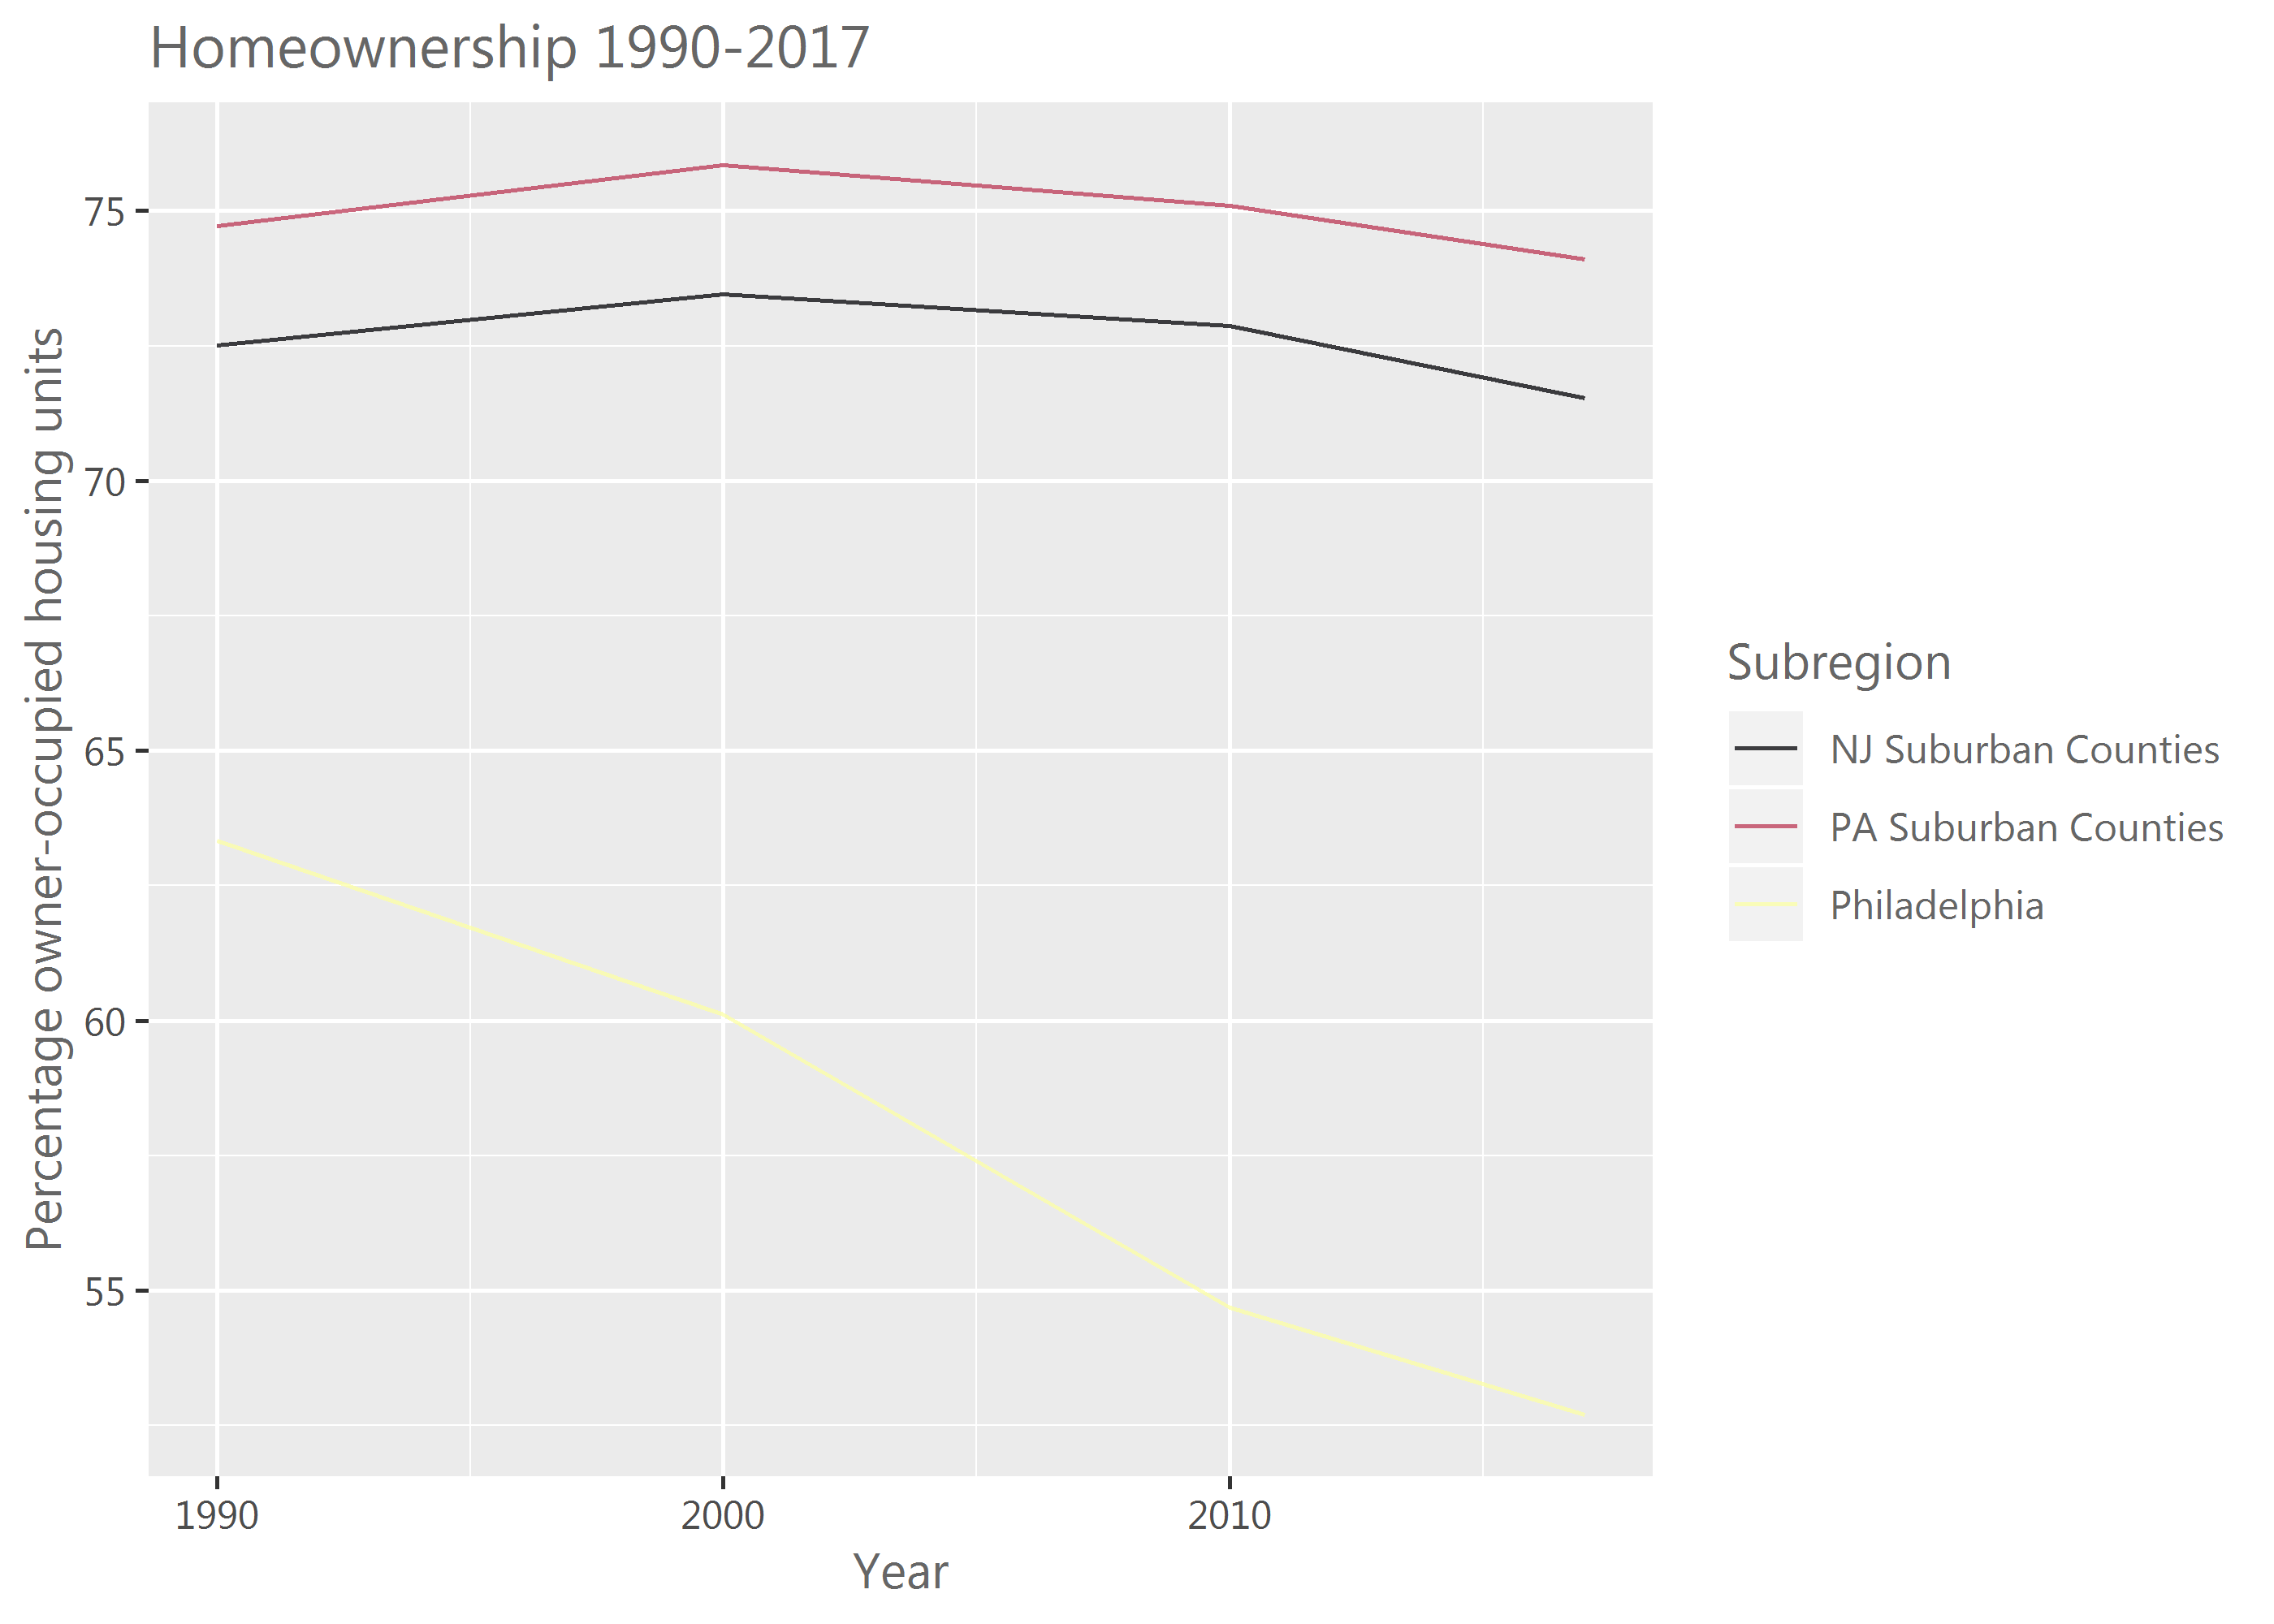 Homeownership 1990-2017
Percentage owner-occupied housing units
75
70
65
60
55
1990
2000
2010
Year
Subregion
NJ Suburban Counties
PA Suburban Counties
Philadelphia